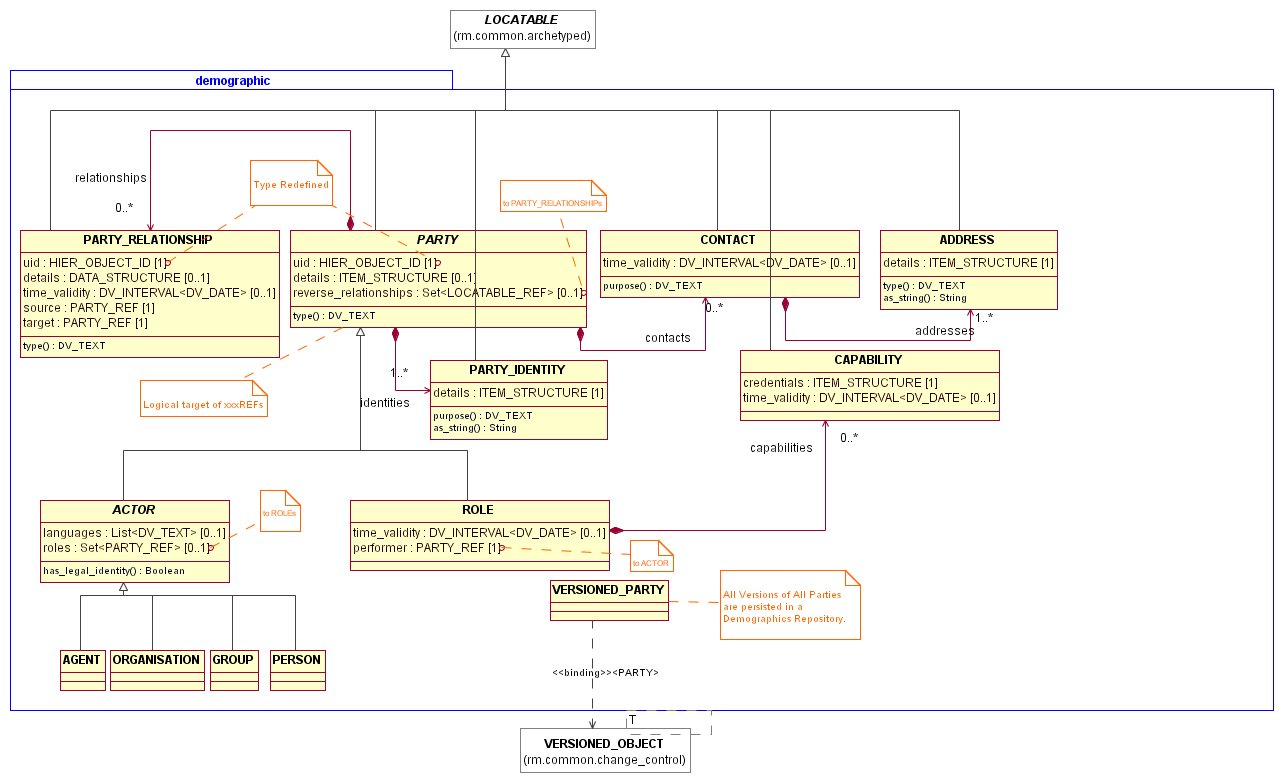 LOCATABLE
(rm.common.archetyped)
demographic
relationships
0..*
Type Redefined
to PARTY_RELATIONSHIPs
PARTY_RELATIONSHIP
uid : HIER_OBJECT_ID [1]
details : DATA_STRUCTURE [0..1]
time_validity : DV_INTERVAL<DV_DATE> [0..1]
source : PARTY_REF [1]
target : PARTY_REF [1]
type() : DV_TEXT
PARTY
uid : HIER_OBJECT_ID [1]
details : ITEM_STRUCTURE [0..1]
reverse_relationships : Set<LOCATABLE_REF> [0..1]
type() : DV_TEXT
CONTACT
time_validity : DV_INTERVAL<DV_DATE> [0..1]
purpose() : DV_TEXT
ADDRESS
details : ITEM_STRUCTURE [1]
type() : DV_TEXT
as_string() : String
0..*
contacts
1..*
addresses
1..*
identities
Logical target of xxxREFs
PARTY_IDENTITY
details : ITEM_STRUCTURE [1]
purpose() : DV_TEXT
as_string() : String
CAPABILITY
credentials : ITEM_STRUCTURE [1]
time_validity : DV_INTERVAL<DV_DATE> [0..1]
capabilities
0..*
ACTOR
languages : List<DV_TEXT> [0..1]
roles : Set<PARTY_REF> [0..1]
has_legal_identity() : Boolean
to ROLEs
ROLE
time_validity : DV_INTERVAL<DV_DATE> [0..1]
performer : PARTY_REF [1]
to ACTOR
VERSIONED_PARTY
All Versions of All Parties
are persisted in a
Demographics Repository.
AGENT
ORGANISATION
GROUP
PERSON
<<binding>><PARTY>
T
VERSIONED_OBJECT
(rm.common.change_control)